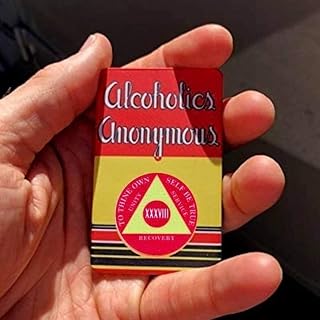 Alcoholics
Anonymous
TO THINE OWN
SELF BE TRUE
UNITY
SERVICE
XXXVIII
RECOVERY